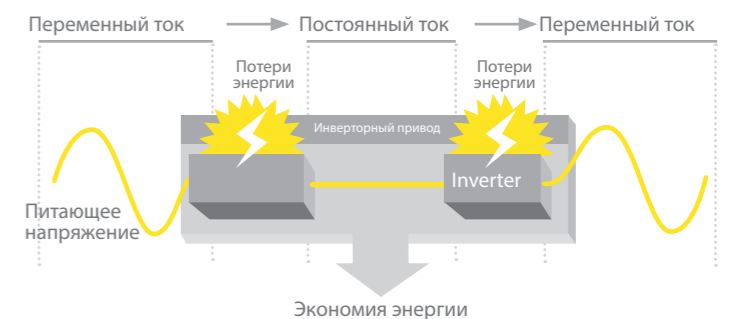 Переменный ток
Постоянный ток
Переменный ток
Потери
энергии
Потери
энергии
Инверторный привод
Inverter
Питающее
напряжение
Экономия энергии